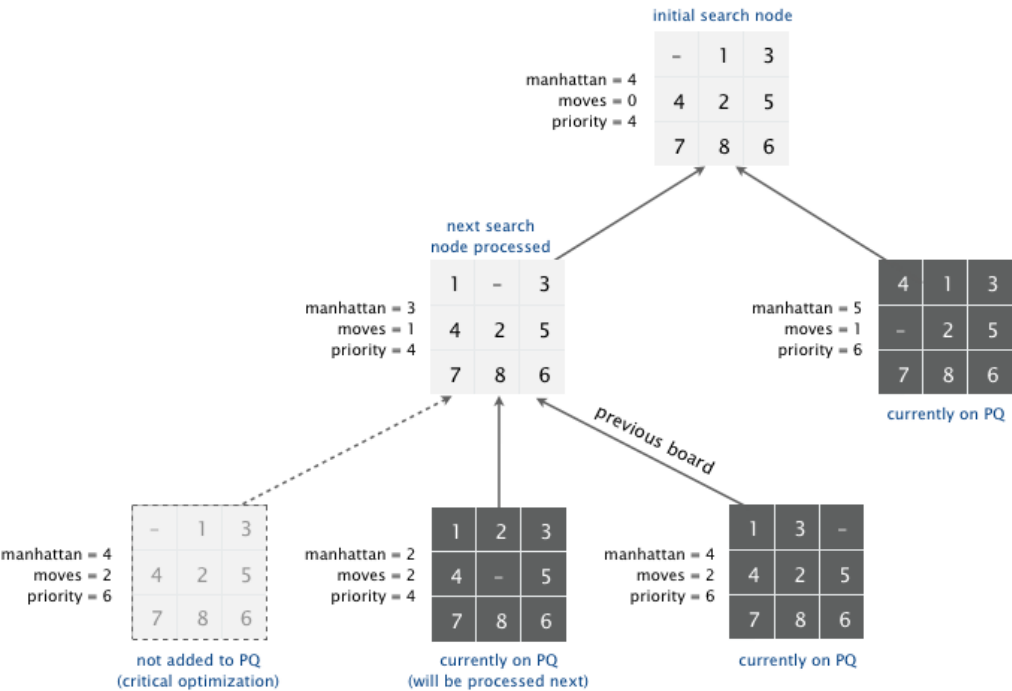 initial search node
- 1 3
4 2 5
7 8 6
manhattan = 4
moves = 0
priority = 4
next search
node processed
1 - 3
4 2 5
7 8 6
manhattan = 3
moves = 1
priority = 4
4 1 3
- 2 5
7 8 6
manhattan = 5
moves = 1
priority = 6
currently on PQ
previous board
- 1 3
4 2 5
7 8 6
manhattan = 4
moves = 2
priority = 6
not added to PQ
(critical optimization)
1 2 3
4 - 5
7 8 6
manhattan = 2
moves = 2
priority = 4
currently on PQ
(will be processed next)
1 3 -
4 2 5
7 8 6
manhattan = 4
moves = 2
priority = 6
currently on PQ